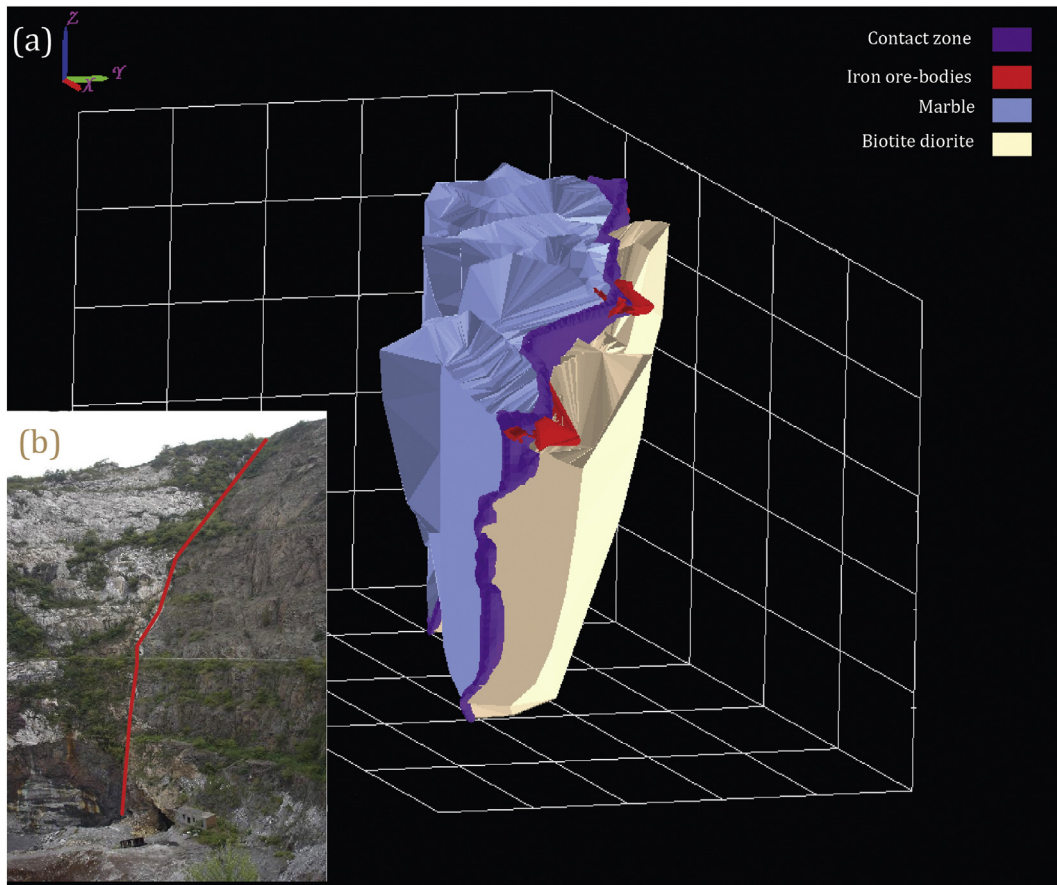 (a)
Z
Y
X
Contact zone
Iron ore-bodies
Marble
Biotite diorite
(b)